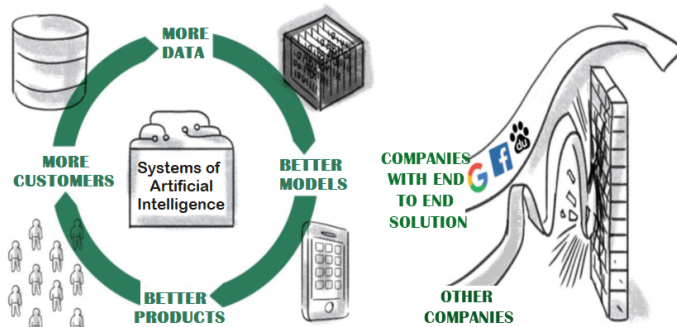 MORE
DATA
MORE
CUSTOMERS
Systems of
Artificial
Intelligence
BETTER
MODELS
BETTER
PRODUCTS
COMPANIES
WITH END
TO END
SOLUTION
G
f
du
OTHER
COMPANIES